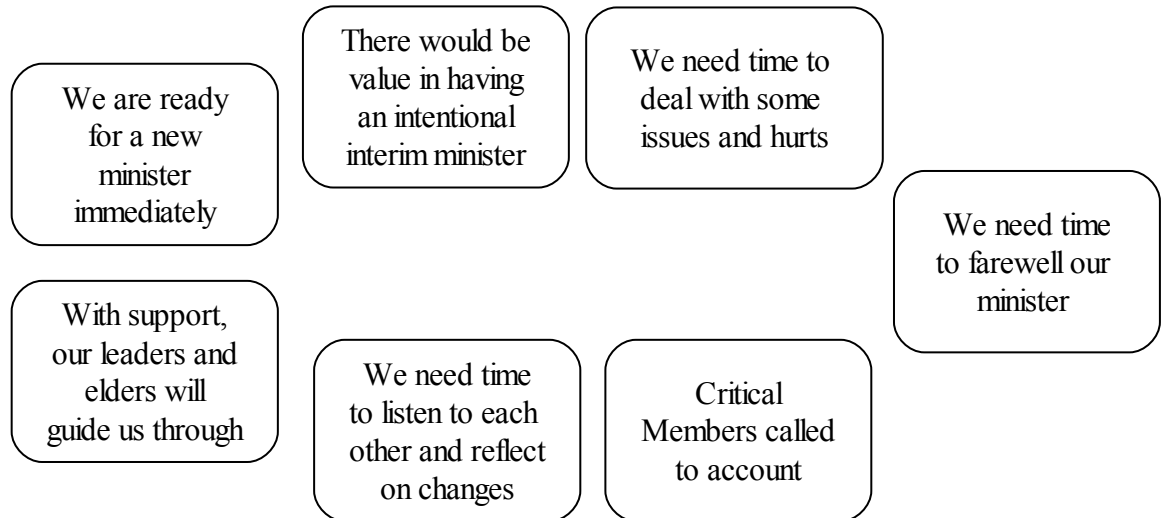 We are ready
for a new
minister
immediately
There would be
value in having
an intentional
interim minister
We need time to
deal with some
issues and hurts
We need time
to farewell our
minister
With support,
our leaders and
elders will
guide us through
We need time
to listen to each
other and reflect
on changes
Critical
Members called
to account